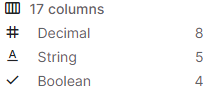 17 columns
# Decimal 8
A String 5
Boolean 4